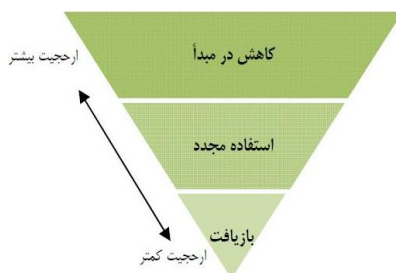 کاهش در مبدأ
ارجحیت بیشتر
استفاده مجدد
بازیافت
ارجحیت کمتر